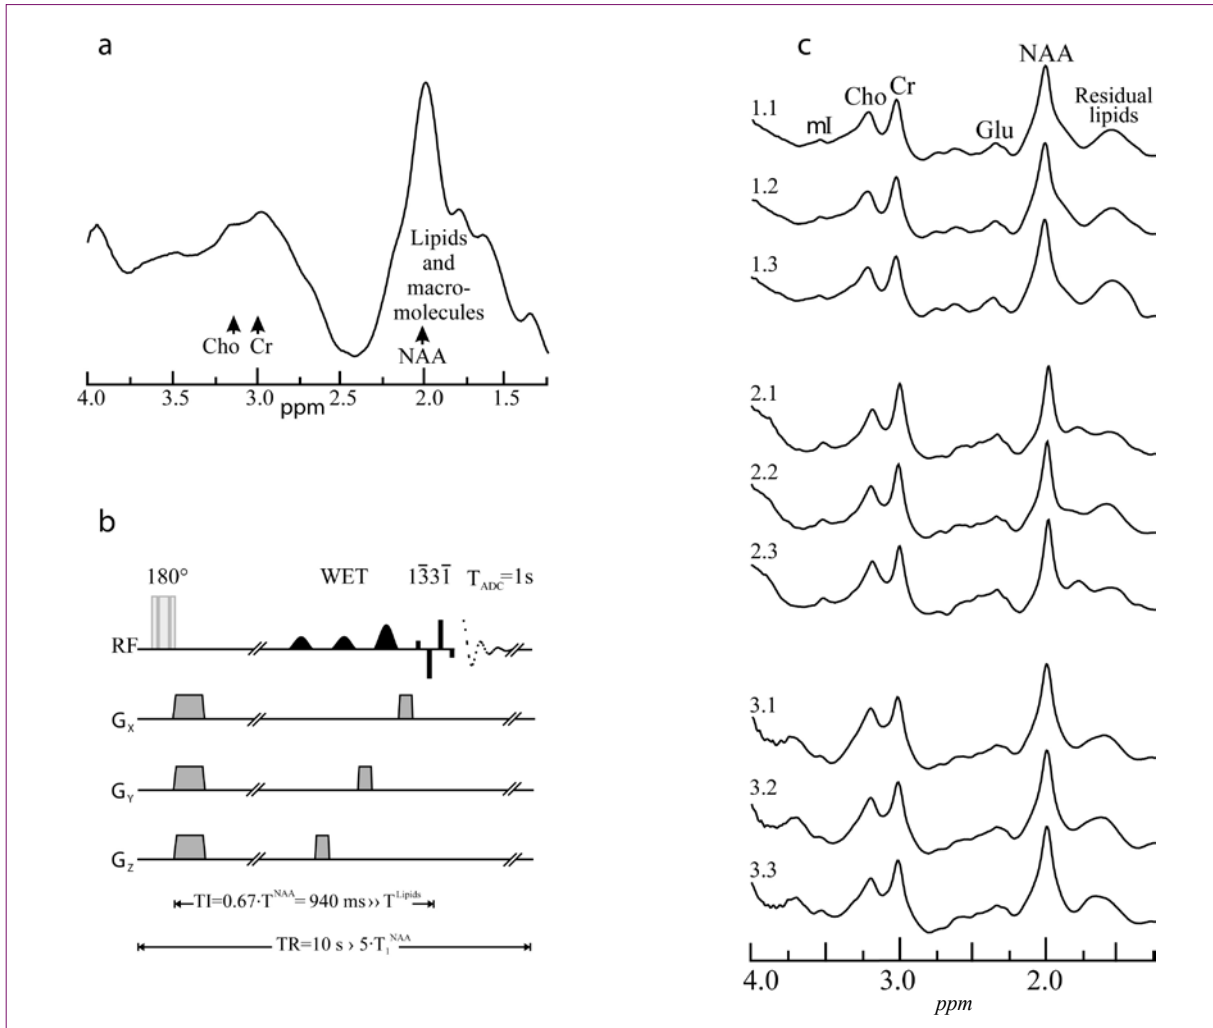 a
Lipids
and
macro-
molecules
Cho Cr
NAA
4.0 3.5 3.0 2.5 2.0 1.5
ppm
b
180° WET 13̅31̅ T_ADC=1s
RF
G_X
G_Y
G_Z
TI=0.67·T^NAA= 940 ms›› T^Lipids
TR=10 s › 5·T_1^NAA
c
NAA
Cho Cr
Residual
lipids
mI
Glu
1.1
1.2
1.3
2.1
2.2
2.3
3.1
3.2
3.3
4.0 3.0 2.0
ppm